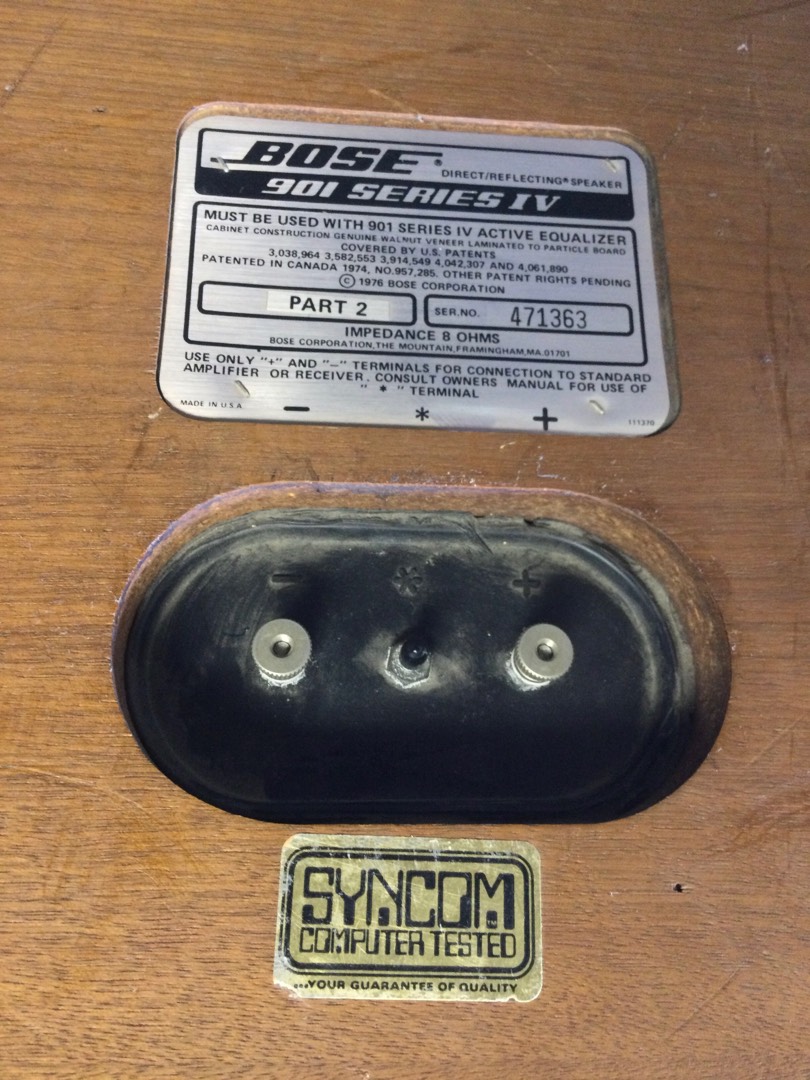 BOSE®
DIRECT/REFLECTING® SPEAKER
901 SERIES IV
MUST BE USED WITH 901 SERIES IV ACTIVE EQUALIZER
CABINET CONSTRUCTION GENUINE WALNUT VENEER LAMINATED TO PARTICLE BOARD
COVERED BY U.S. PATENTS
3,038,964 3,582,553 3,914,549 4,042,307 AND 4,061,890
PATENTED IN CANADA 1974, NO.957,285. OTHER PATENT RIGHTS PENDING
© 1976 BOSE CORPORATION
PART 2
SER.NO. 471363
IMPEDANCE 8 OHMS
BOSE CORPORATION, THE MOUNTAIN, FRAMINGHAM, MA. 01701
USE ONLY "+" AND "–" TERMINALS FOR CONNECTION TO STANDARD
AMPLIFIER OR RECEIVER. CONSULT OWNERS MANUAL FOR USE OF
" * " TERMINAL
MADE IN U.S.A.
– * +
111370
– * +
SYNCOM™
COMPUTER TESTED
...YOUR GUARANTEE OF QUALITY